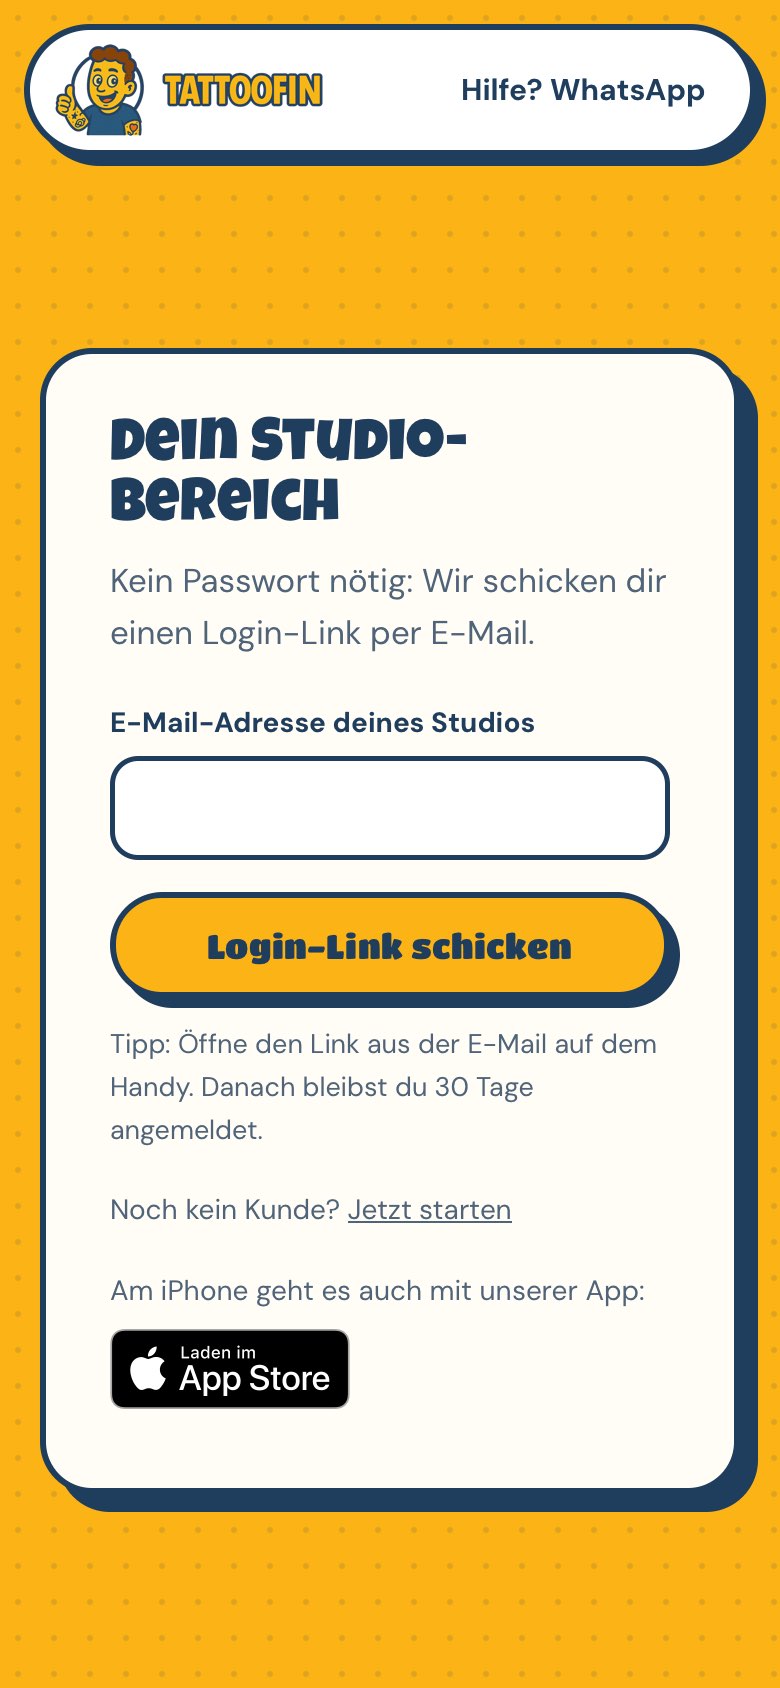 TATTOOFIN
Hilfe? WhatsApp
Dein Studio-
Bereich
Kein Passwort nötig: Wir schicken dir
einen Login-Link per E-Mail.
E-Mail-Adresse deines Studios
Login-Link schicken
Tipp: Öffne den Link aus der E-Mail auf dem
Handy. Danach bleibst du 30 Tage
angemeldet.
Noch kein Kunde? Jetzt starten
Am iPhone geht es auch mit unserer App:
Laden im
App Store